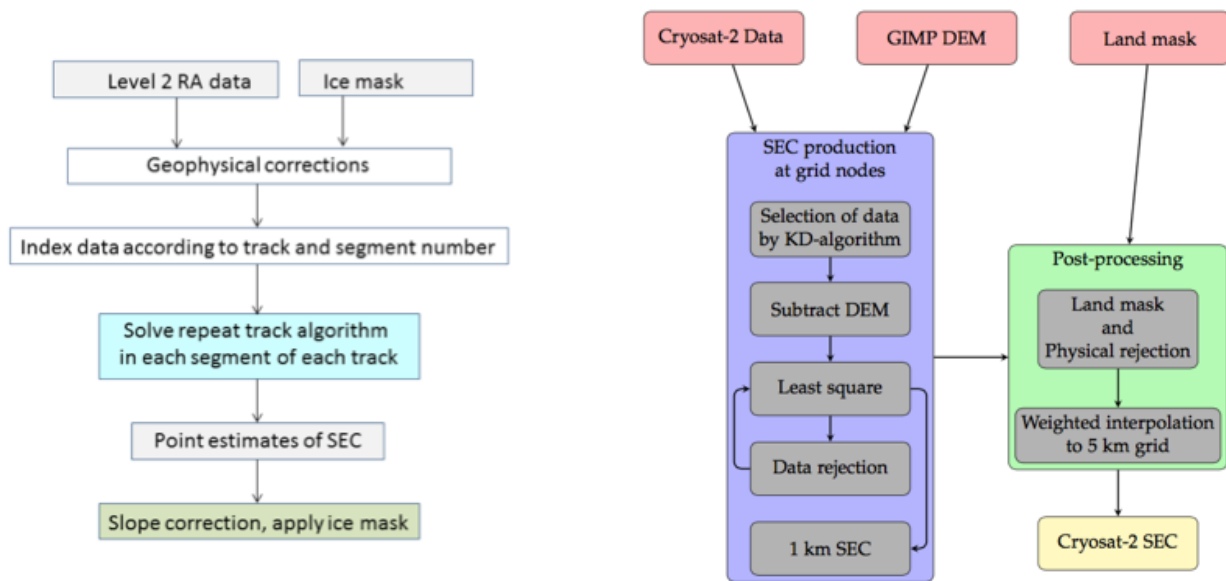 Level 2 RA data
Ice mask
Geophysical corrections
Index data according to track and segment number
Solve repeat track algorithm
in each segment of each track
Point estimates of SEC
Slope correction, apply ice mask
Cryosat-2 Data
GIMP DEM
Land mask
SEC production
at grid nodes
Selection of data
by KD-algorithm
Subtract DEM
Least square
Data rejection
1 km SEC
Post-processing
Land mask
and
Physical rejection
Weighted interpolation
to 5 km grid
Cryosat-2 SEC